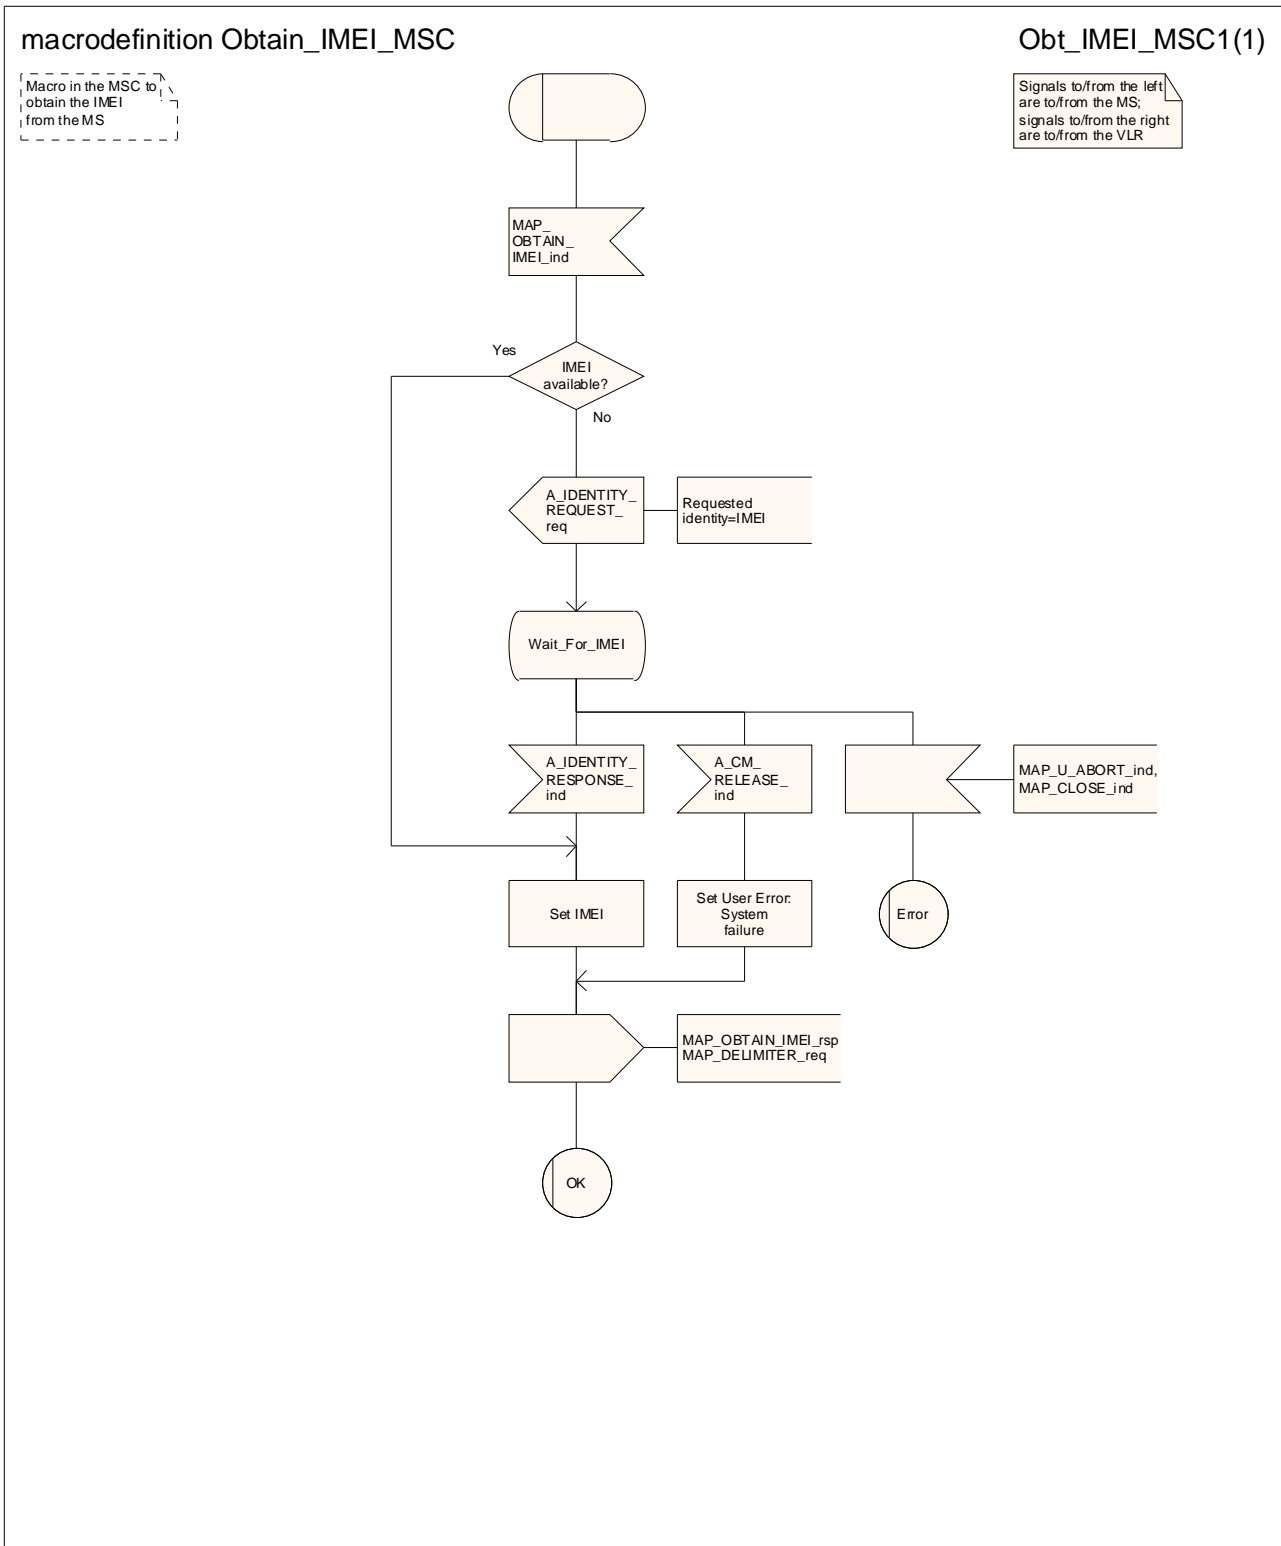 macrodefinition Obtain_IMEI_MSC
Obt_IMEI_MSC1(1)
Macro in the MSC to
obtain the IMEI
from the MS
Signals to/from the left
are to/from the MS;
signals to/from the right
are to/from the VLR
MAP_
OBTAIN_
IMEI_ind
Yes
IMEI
available?
No
A_IDENTITY_
REQUEST_
req
Requested
identity=IMEI
Wait_For_IMEI
A_IDENTITY_
RESPONSE_
ind
A_CM_
RELEASE_
ind
MAP_U_ABORT_ind,
MAP_CLOSE_ind
Set IMEI
Set User Error:
System
failure
Error
MAP_OBTAIN_IMEI_rsp
MAP_DELIMITER_req
OK